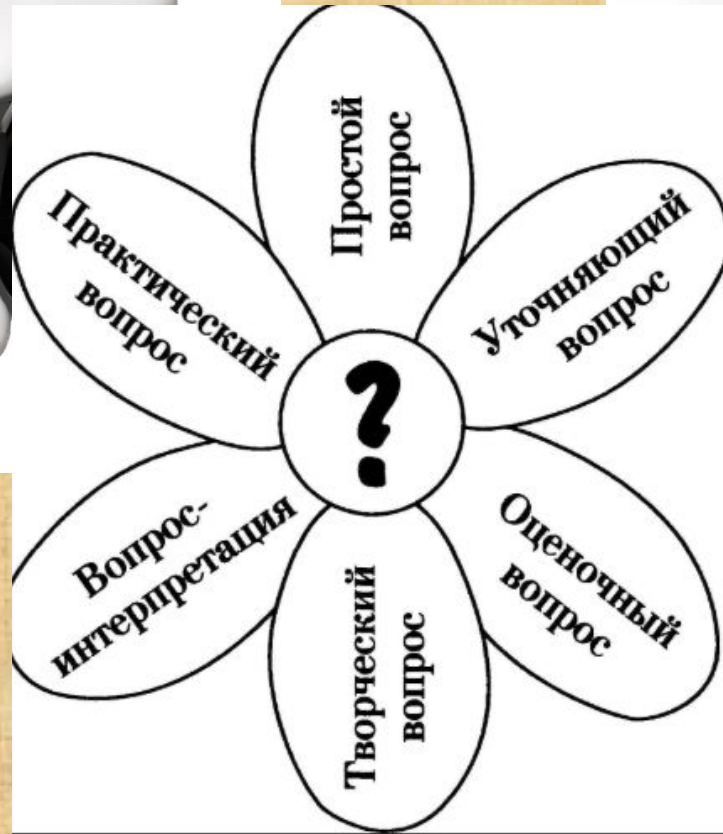 Простой
вопрос
Уточняющий
вопрос
Оценочный
вопрос
Творческий
вопрос
Вопрос-
интерпретация
Практический
вопрос
?